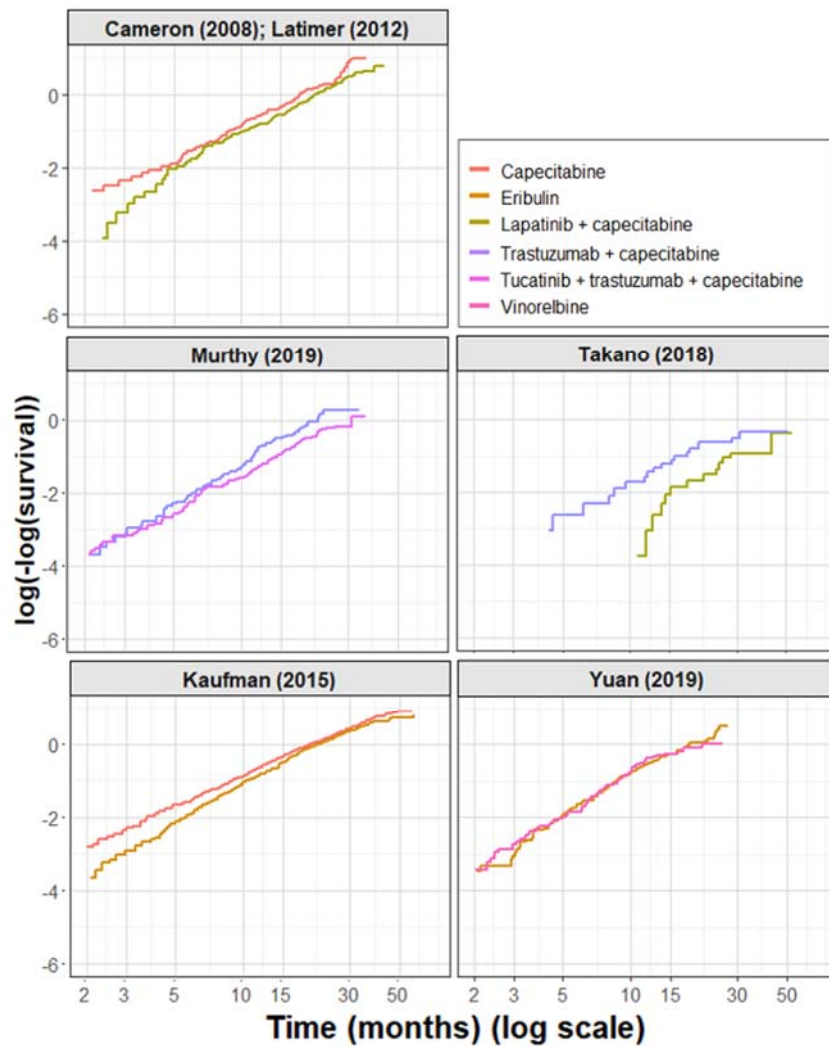 Cameron (2008); Latimer (2012)
0
-2
-4
-6
Capecitabine
Eribulin
Lapatinib + capecitabine
Trastuzumab + capecitabine
Tucatinib + trastuzumab + capecitabine
Vinorelbine
Murthy (2019)
Takano (2018)
log(-log(survival))
0
-2
-4
-6
Kaufman (2015)
Yuan (2019)
0
-2
-4
-6
2 3 5 10 15 30 50
2 3 5 10 15 30 50
Time (months) (log scale)